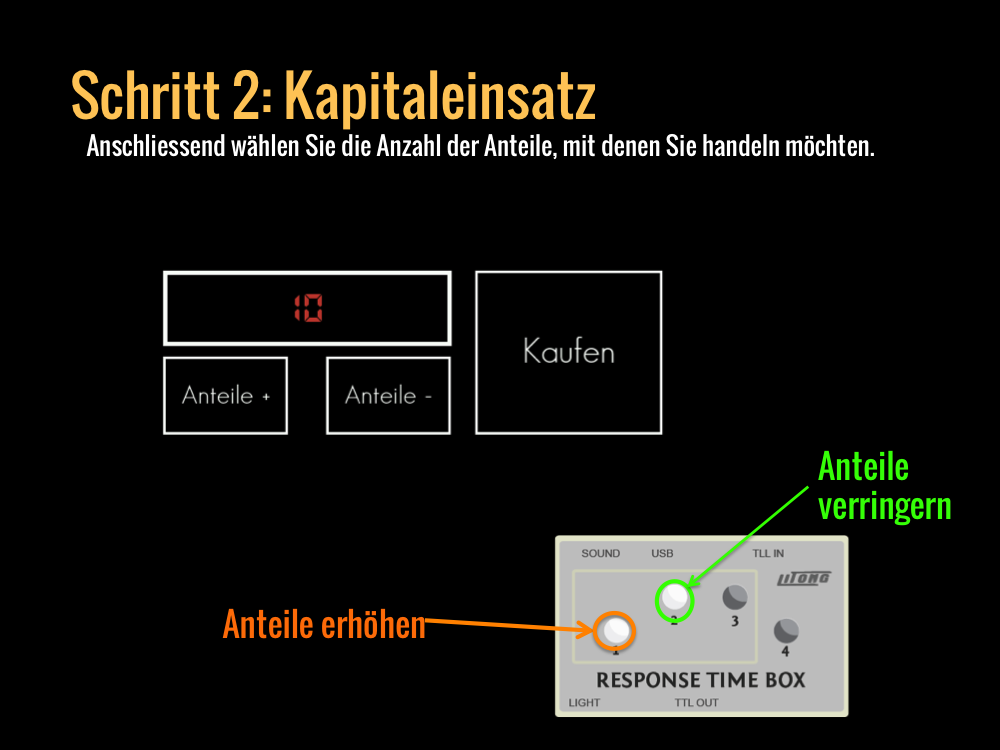 Schritt 2: Kapitaleinsatz
Anschliessend wählen Sie die Anzahl der Anteile, mit denen Sie handeln möchten.
10
Kaufen
Anteile +
Anteile -
Anteile
verringern
SOUND
USB
TLL IN
Anteile erhöhen
1
2
3
4
RESPONSE TIME BOX
LIGHT
TTL OUT